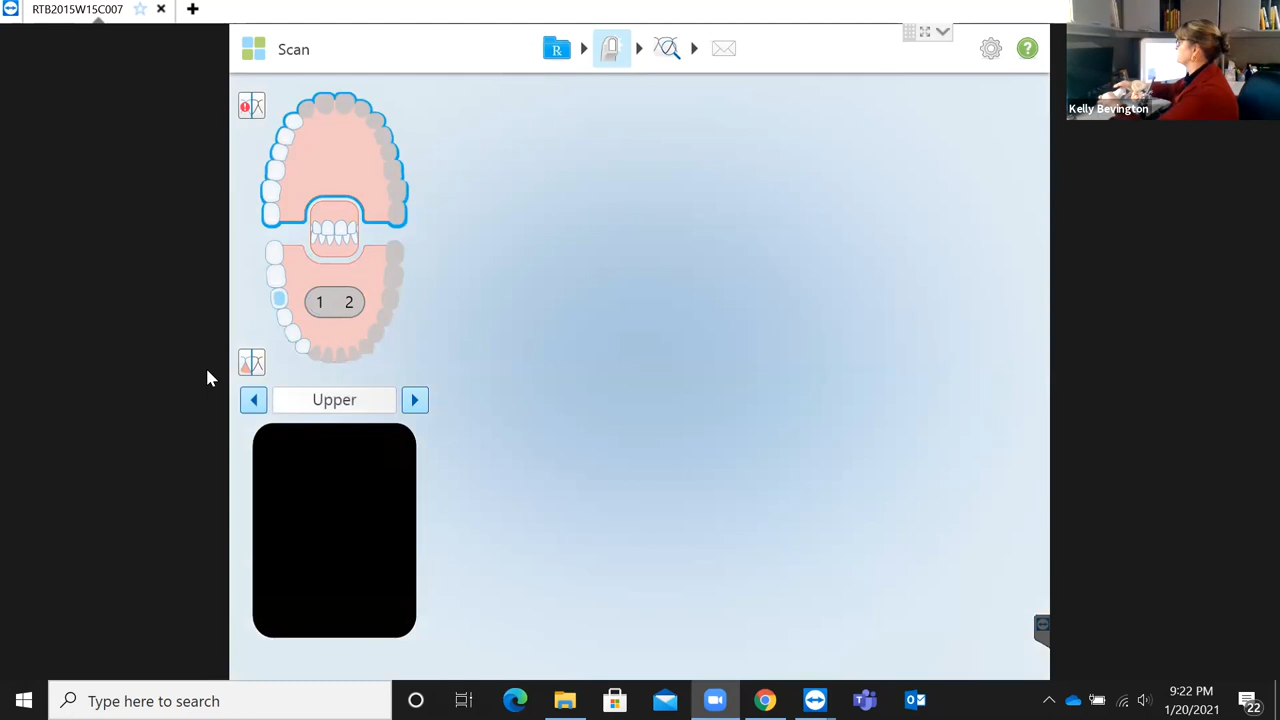 RTB2015W15C007
Scan
R
?
Kelly Bevington
1 2
Upper
Type here to search
9:22 PM
1/20/2021
22